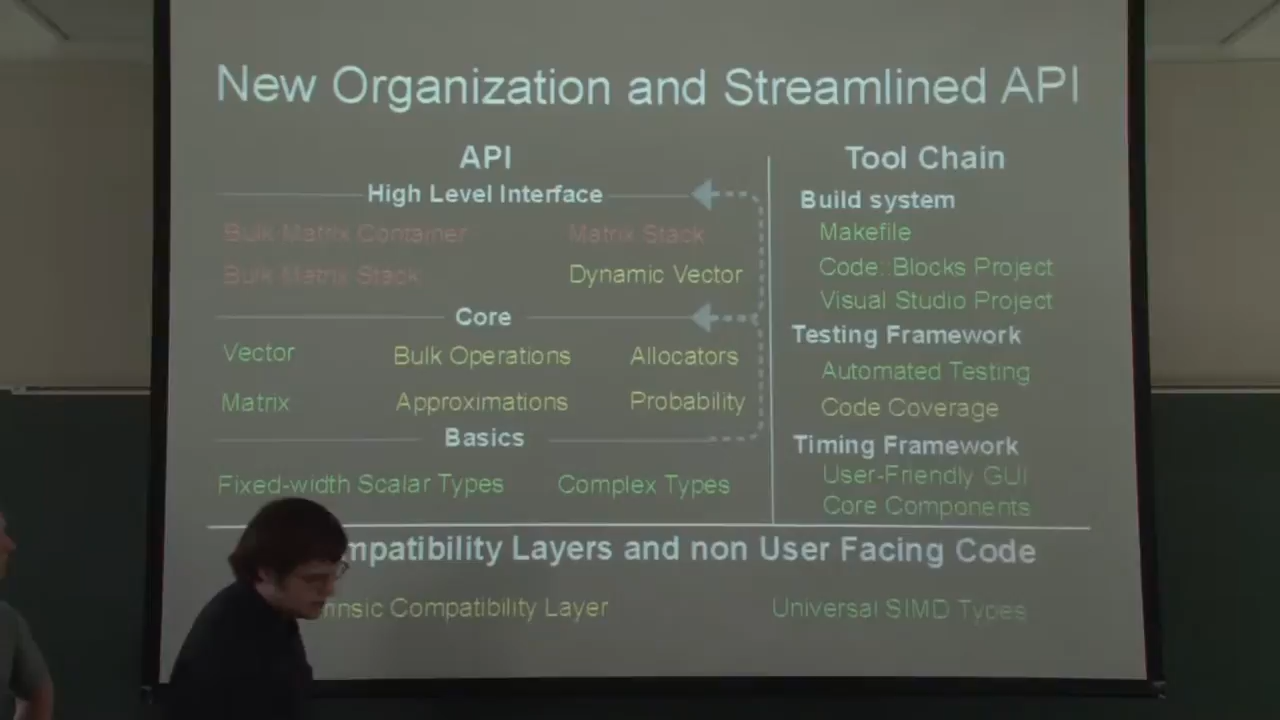 New Organization and Streamlined API
API
High Level Interface
Bulk Matrix Container Matrix Stack
Bulk Matrix Stack Dynamic Vector
Core
Vector Bulk Operations Allocators
Matrix Approximations Probability
Basics
Fixed-width Scalar Types Complex Types
Tool Chain
Build system
Makefile
Code::Blocks Project
Visual Studio Project
Testing Framework
Automated Testing
Code Coverage
Timing Framework
User-Friendly GUI
Core Components
Layers and non User Facing Code
Compatibility Layer Universal SIMD Types